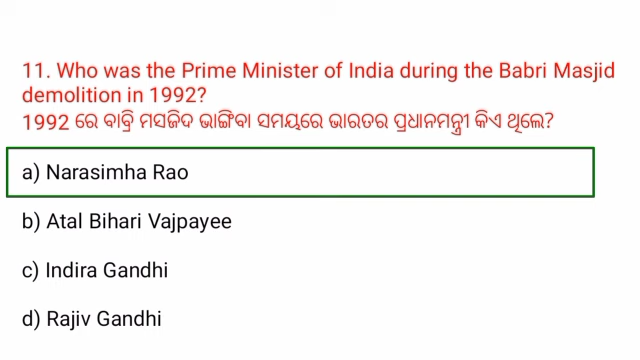 11. Who was the Prime Minister of India during the Babri Masjid
demolition in 1992?
1992 ରେ ବାବ୍ରି ମସଜିଦ ଭାଙ୍ଗିବା ସମୟରେ ଭାରତର ପ୍ରଧାନମନ୍ତ୍ରୀ କିଏ ଥିଲେ?
a) Narasimha Rao
b) Atal Bihari Vajpayee
c) Indira Gandhi
d) Rajiv Gandhi